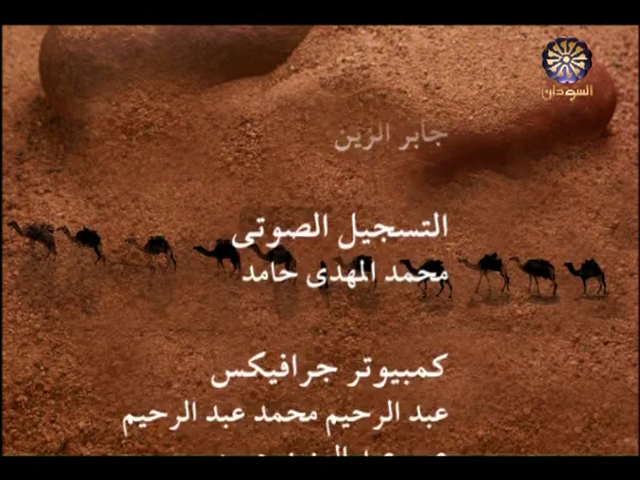 السودان
جابر الزين
التسجيل الصوتى
محمد المهدى حامد
كمبيوتر جرافيكس
عبد الرحيم محمد عبد الرحيم